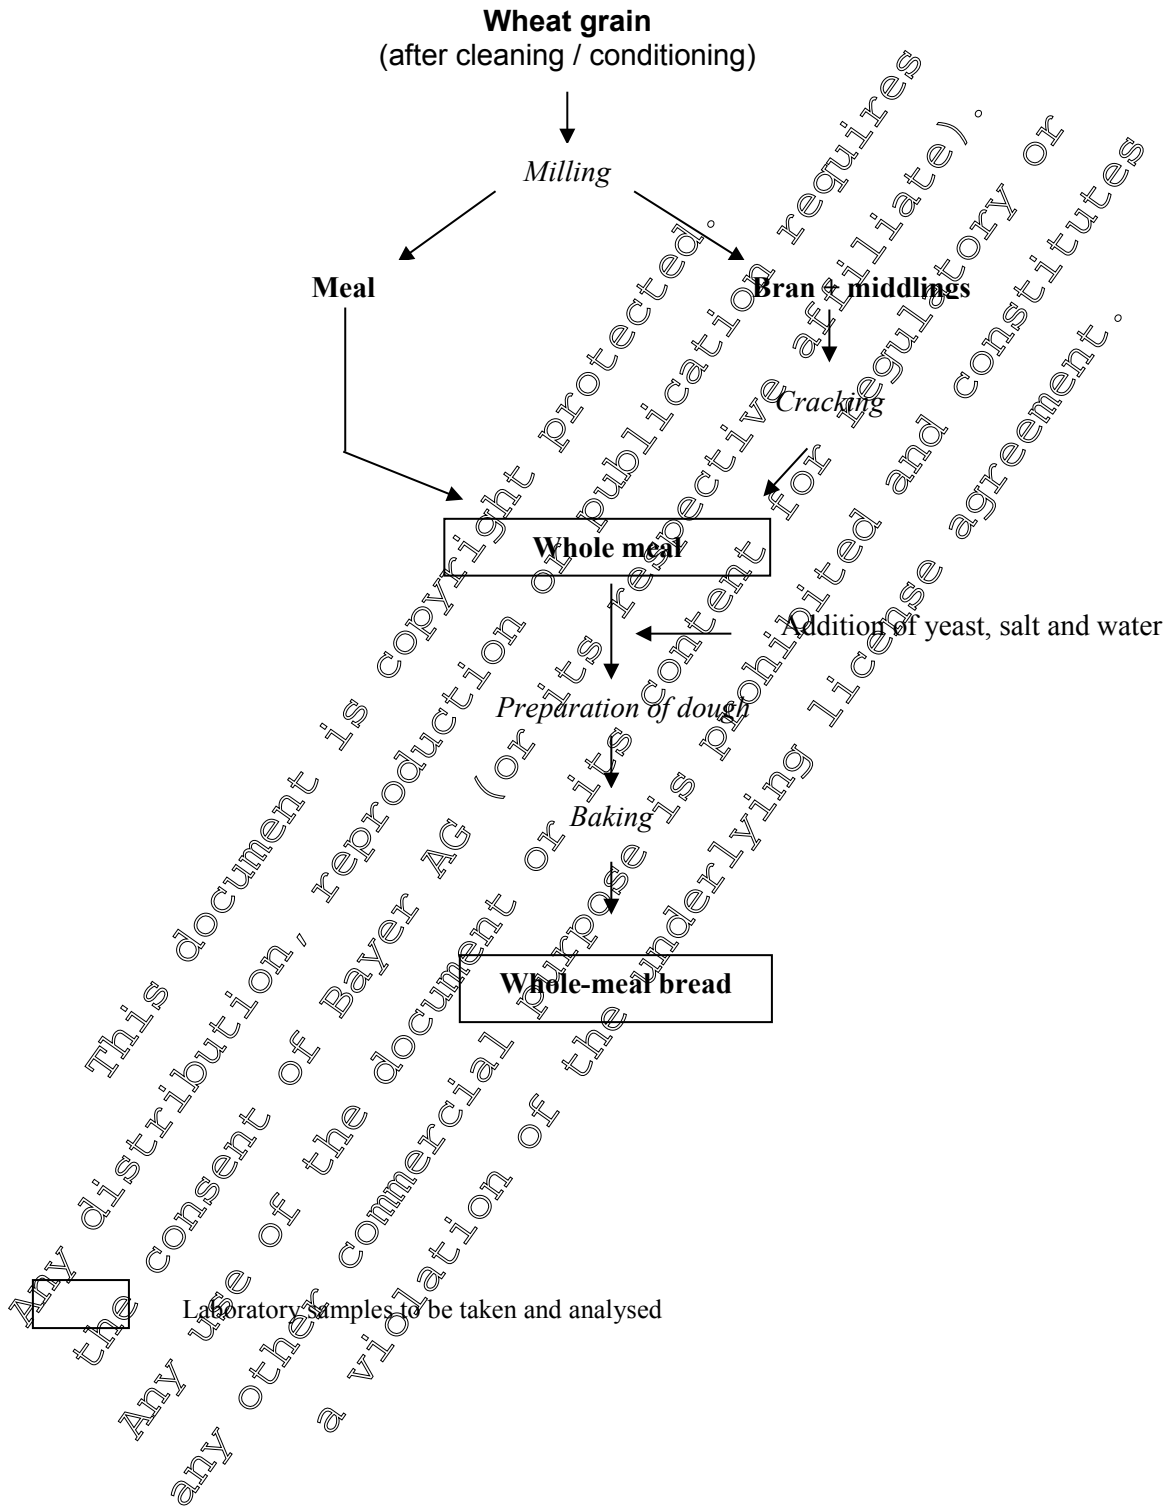 Wheat grain
(after cleaning / conditioning)
Milling
Meal
Bran + middlings
Cracking
Whole meal
Addition of yeast, salt and water
Preparation of dough
Baking
Whole-meal bread
Laboratory samples to be taken and analysed
This document is copyright protected.
Any distribution, reproduction or publication requires
the consent of Bayer AG (or its respective affiliate).
Any use of the document or its content for regulatory or
any other commercial purpose is prohibited and constitutes
a violation of the underlying license agreement.